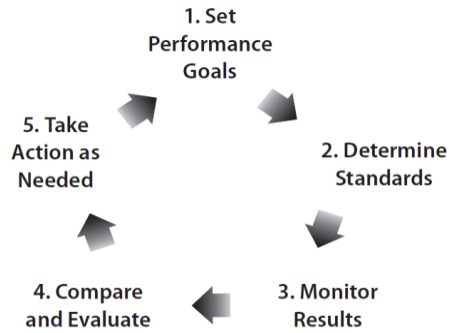 1. Set
Performance
Goals
2. Determine
Standards
3. Monitor
Results
4. Compare
and Evaluate
5. Take
Action as
Needed